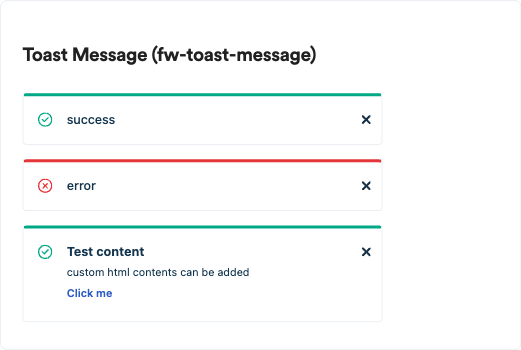 Toast Message (fw-toast-message)
success
error
Test content
custom html contents can be added
Click me